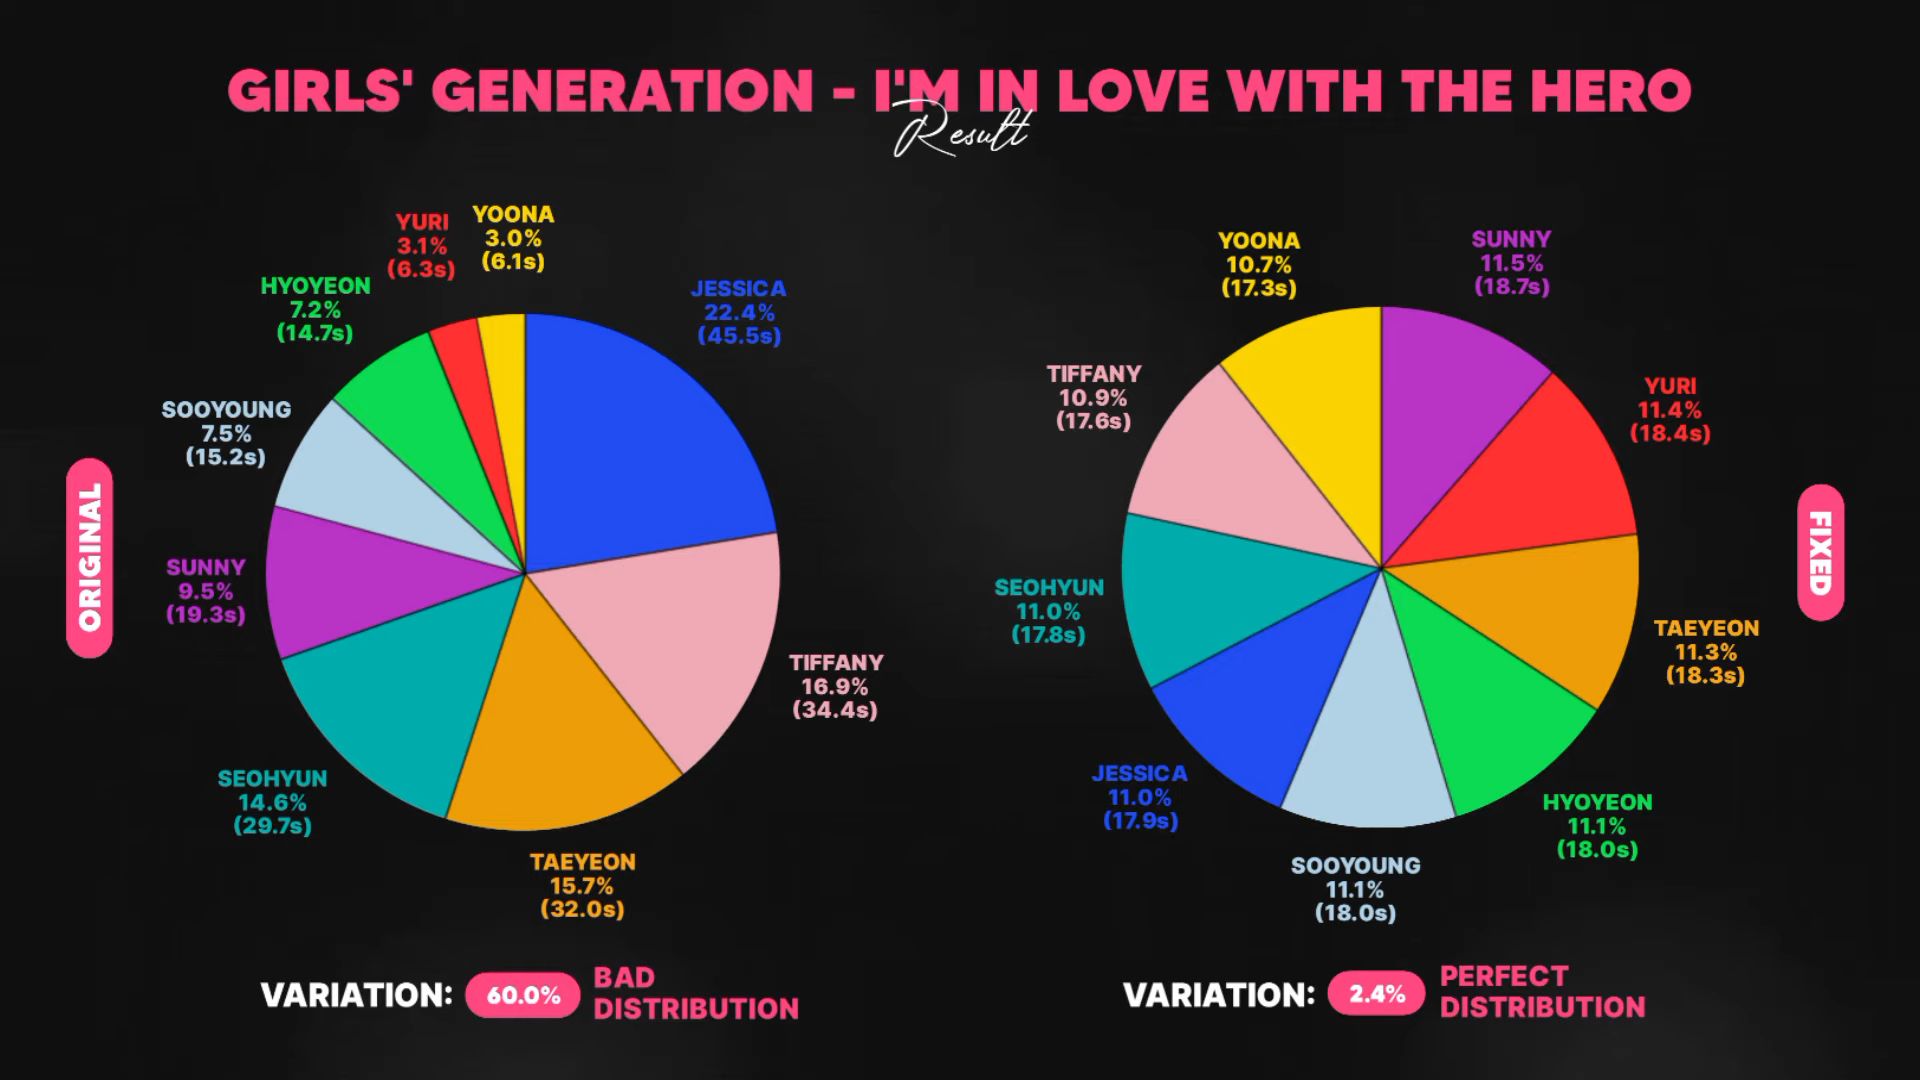 GIRLS' GENERATION - I'M IN LOVE WITH THE HERO
Result
ORIGINAL
YURI
3.1%
(6.3s)
YOONA
3.0%
(6.1s)
JESSICA
22.4%
(45.5s)
HYOYEON
7.2%
(14.7s)
SOOYOUNG
7.5%
(15.2s)
SUNNY
9.5%
(19.3s)
TIFFANY
16.9%
(34.4s)
SEOHYUN
14.6%
(29.7s)
TAEYEON
15.7%
(32.0s)
VARIATION: 60.0% BAD
DISTRIBUTION
YOONA
10.7%
(17.3s)
SUNNY
11.5%
(18.7s)
TIFFANY
10.9%
(17.6s)
YURI
11.4%
(18.4s)
SEOHYUN
11.0%
(17.8s)
TAEYEON
11.3%
(18.3s)
JESSICA
11.0%
(17.9s)
HYOYEON
11.1%
(18.0s)
SOOYOUNG
11.1%
(18.0s)
FIXED
VARIATION: 2.4% PERFECT
DISTRIBUTION